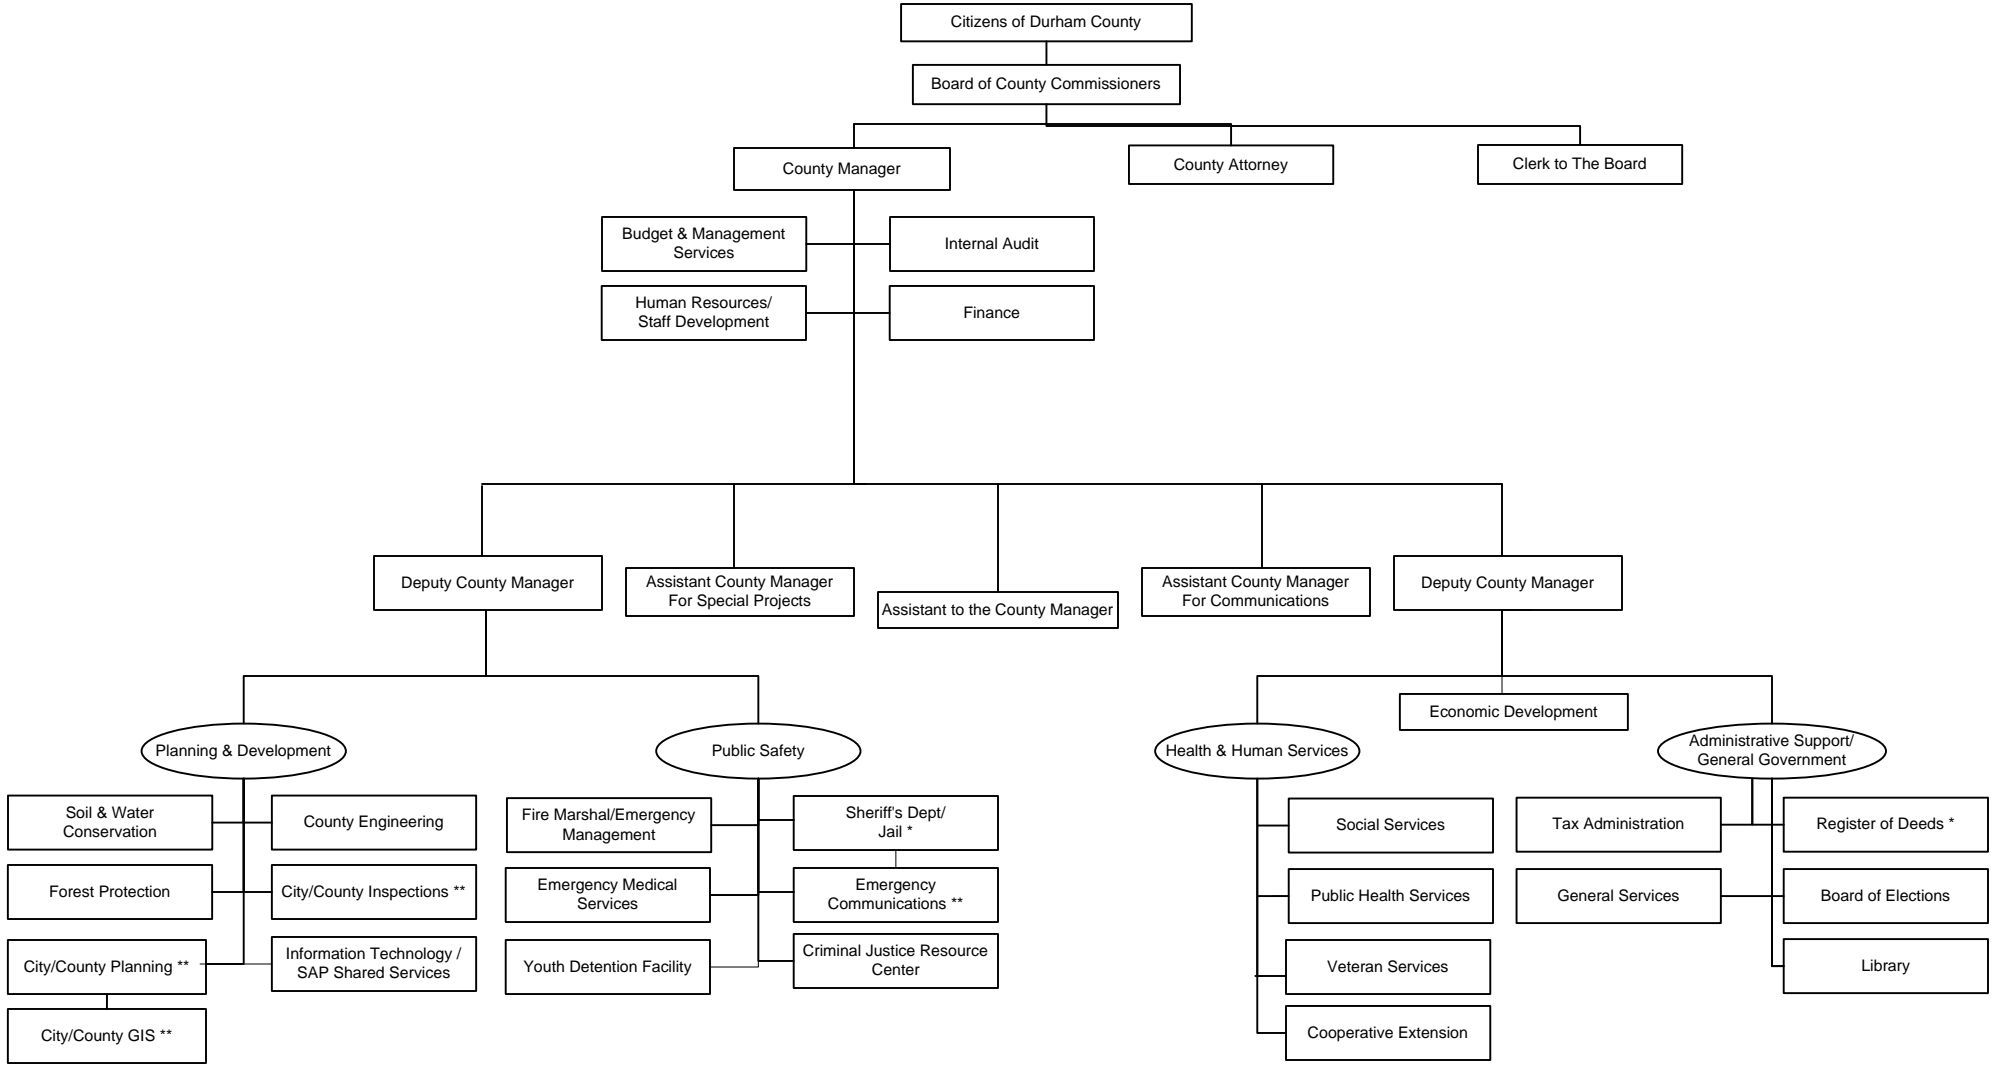 Citizens of Durham County
Board of County Commissioners
County Manager
County Attorney
Clerk to The Board
Budget & Management
Services
Internal Audit
Human Resources/
Staff Development
Finance
Deputy County Manager
Assistant County Manager
For Special Projects
Assistant to the County Manager
Assistant County Manager
For Communications
Deputy County Manager
Economic Development
Planning & Development
Public Safety
Health & Human Services
Administrative Support/
General Government
Soil & Water
Conservation
County Engineering
Forest Protection
City/County Inspections **
City/County Planning **
Information Technology /
SAP Shared Services
City/County GIS **
Fire Marshal/Emergency
Management
Sheriff's Dept/
Jail *
Emergency Medical
Services
Emergency
Communications **
Youth Detention Facility
Criminal Justice Resource
Center
Social Services
Public Health Services
Veteran Services
Cooperative Extension
Tax Administration
Register of Deeds *
General Services
Board of Elections
Library